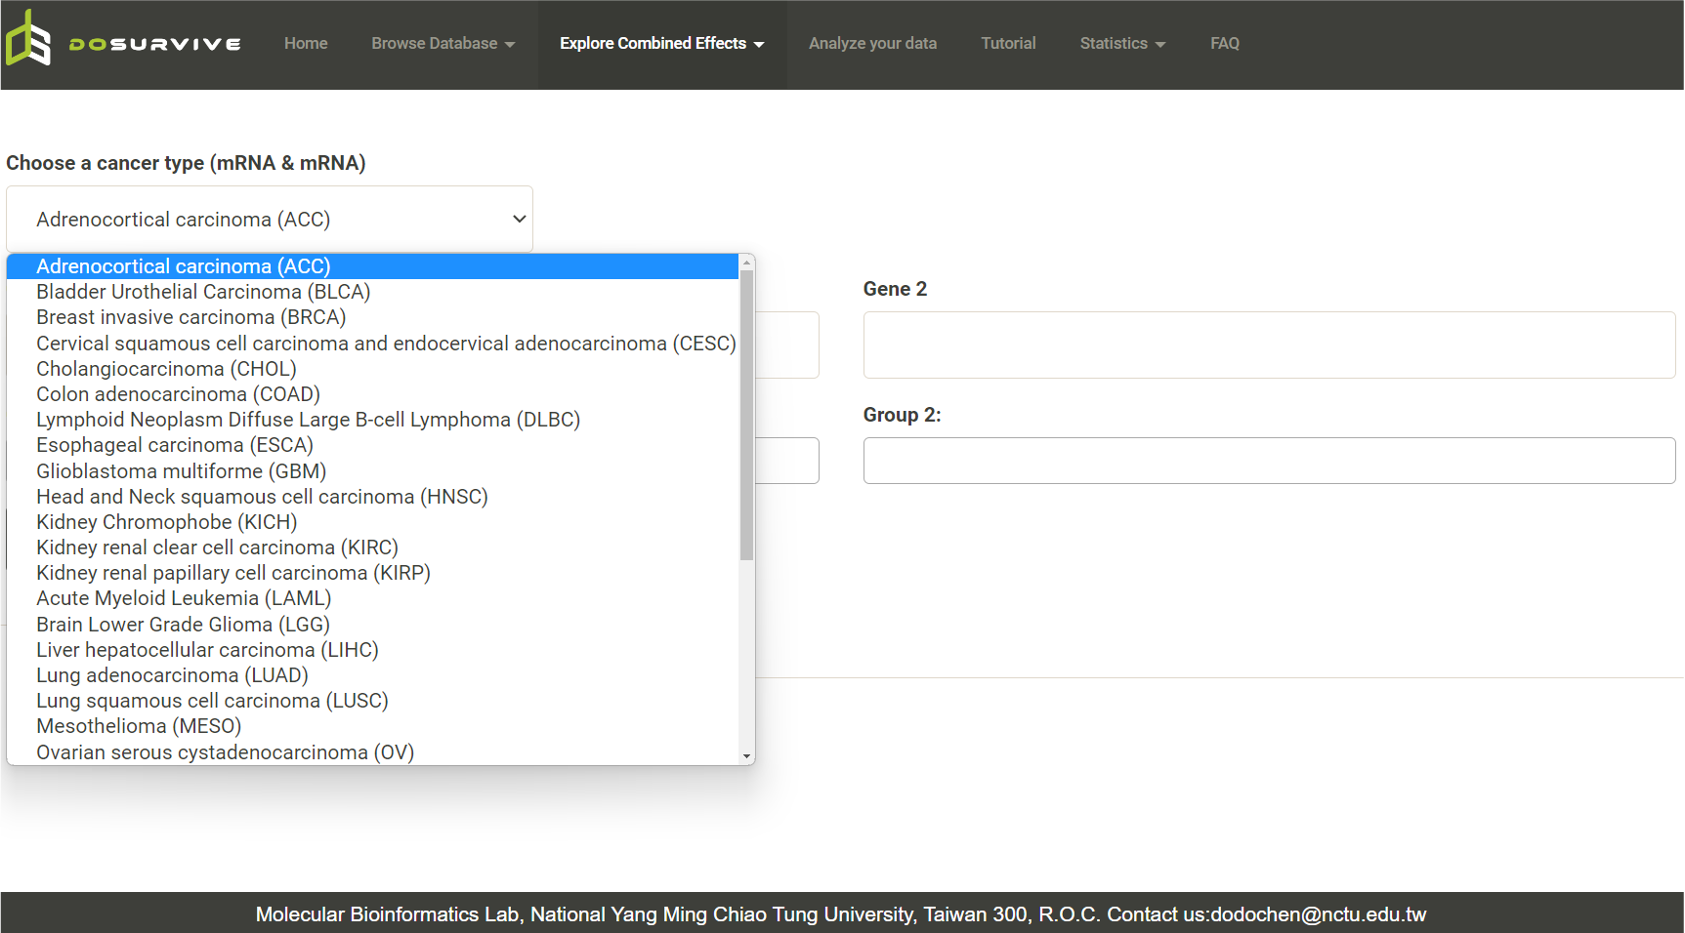 DOSURVIVE Home Browse Database Explore Combined Effects Analyze your data Tutorial Statistics FAQ
Choose a cancer type (mRNA & mRNA)
Adrenocortical carcinoma (ACC)
Adrenocortical carcinoma (ACC)
Bladder Urothelial Carcinoma (BLCA)
Breast invasive carcinoma (BRCA)
Cervical squamous cell carcinoma and endocervical adenocarcinoma (CESC)
Cholangiocarcinoma (CHOL)
Colon adenocarcinoma (COAD)
Lymphoid Neoplasm Diffuse Large B-cell Lymphoma (DLBC)
Esophageal carcinoma (ESCA)
Glioblastoma multiforme (GBM)
Head and Neck squamous cell carcinoma (HNSC)
Kidney Chromophobe (KICH)
Kidney renal clear cell carcinoma (KIRC)
Kidney renal papillary cell carcinoma (KIRP)
Acute Myeloid Leukemia (LAML)
Brain Lower Grade Glioma (LGG)
Liver hepatocellular carcinoma (LIHC)
Lung adenocarcinoma (LUAD)
Lung squamous cell carcinoma (LUSC)
Mesothelioma (MESO)
Ovarian serous cystadenocarcinoma (OV)
Gene 2
Group 2:
Molecular Bioinformatics Lab, National Yang Ming Chiao Tung University, Taiwan 300, R.O.C. Contact us:dodochen@nctu.edu.tw